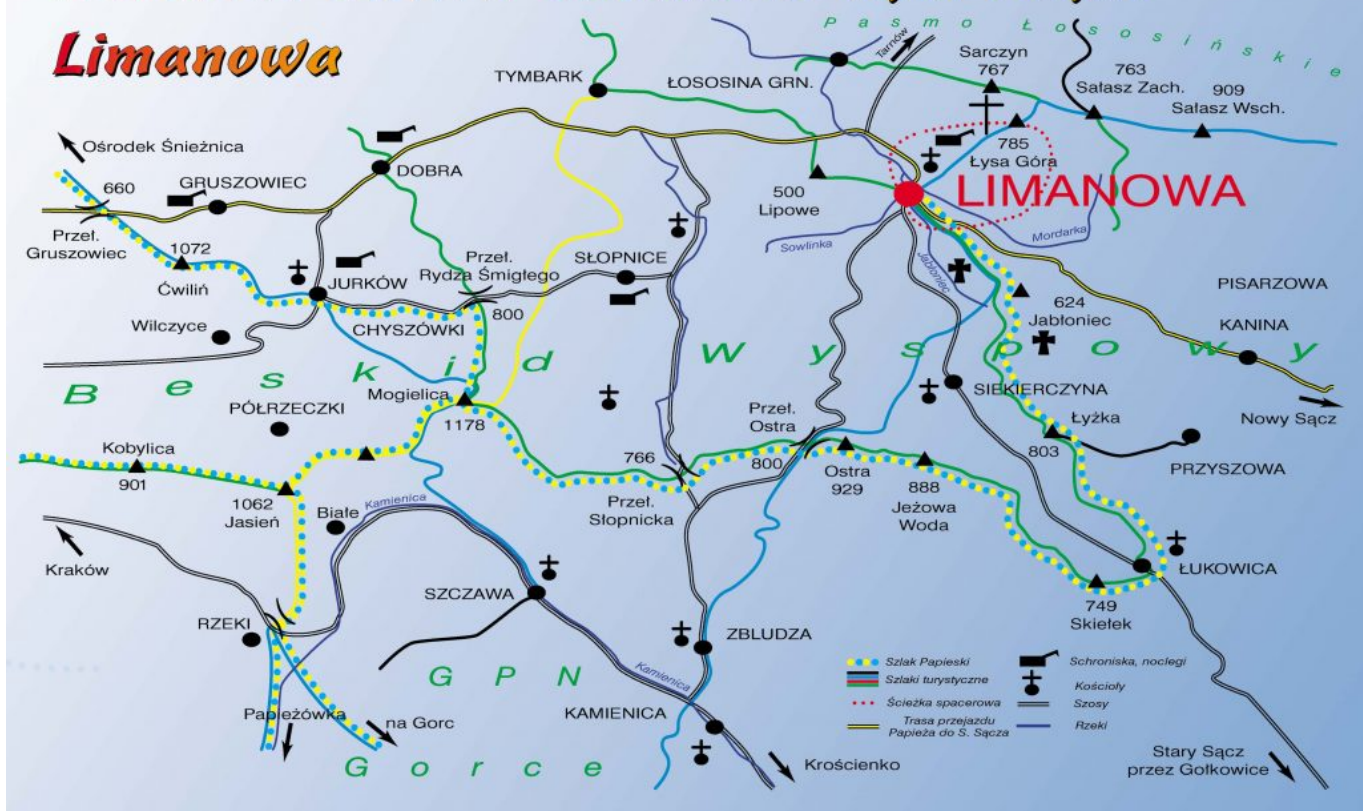 Limanowa
Pasmo Łososińskie
Tarnów
Sarczyn
767
763
Sałasz Zach.
909
Sałasz Wsch.
TYMBARK
ŁOSOSINA GRN.
Ośrodek Śnieżnica
660
GRUSZOWIEC
DOBRA
785
Łysa Góra
500
Lipowe
LIMANOWA
Przeł.
Gruszowiec
1072
Ćwiliń
JURKÓW
Przeł.
Rydza Śmigłego
SŁOPNICE
Sowlinka
Mordarka
Jabłoniec
PISARZOWA
Wilczyce
CHYSZÓWKI
800
624
Jabłoniec
KANINA
Beskid Wyspowy
PÓŁRZECZKI
Mogielica
1178
Przeł.
Ostra
SIEKIERCZYNA
Łyżka
Nowy Sącz
Kobylica
901
766
800
803
PRZYSZOWA
1062
Jasień
Białe
Kamienica
Przeł.
Słopnicka
Ostra
929
888
Jeżowa
Woda
Kraków
SZCZAWA
ŁUKOWICA
749
Skiełek
RZEKI
ZBLUDZA
GPN
Kamienica
KAMIENICA
Papieżówka
na Gorc
Gorce
Krościenko
Stary Sącz
przez Gołkowice
Szlak Papieski
Szlaki turystyczne
Ścieżka spacerowa
Trasa przejazdu
Papieża do S. Sącza
Schroniska, noclegi
Kościoły
Szosy
Rzeki